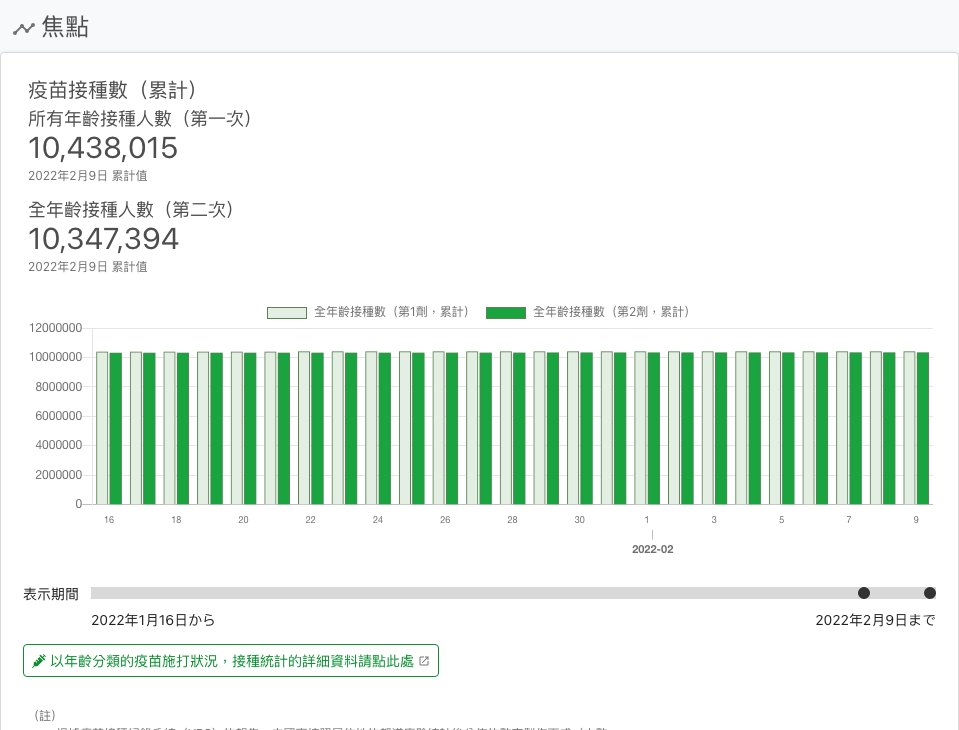 焦點
疫苗接種數（累計）
所有年齡接種人數（第一次）
10,438,015
2022年2月9日 累計值
全年齡接種人數（第二次）
10,347,394
2022年2月9日 累計值
全年齡接種數（第1劑，累計） 全年齡接種數（第2劑，累計）
12000000
10000000
8000000
6000000
4000000
2000000
0
16 18 20 22 24 26 28 30 1 3 5 7 9
2022-02
表示期間
2022年1月16日から 2022年2月9日まで
以年齡分類的疫苗施打狀況，接種統計的詳細資料請點此處
（註）